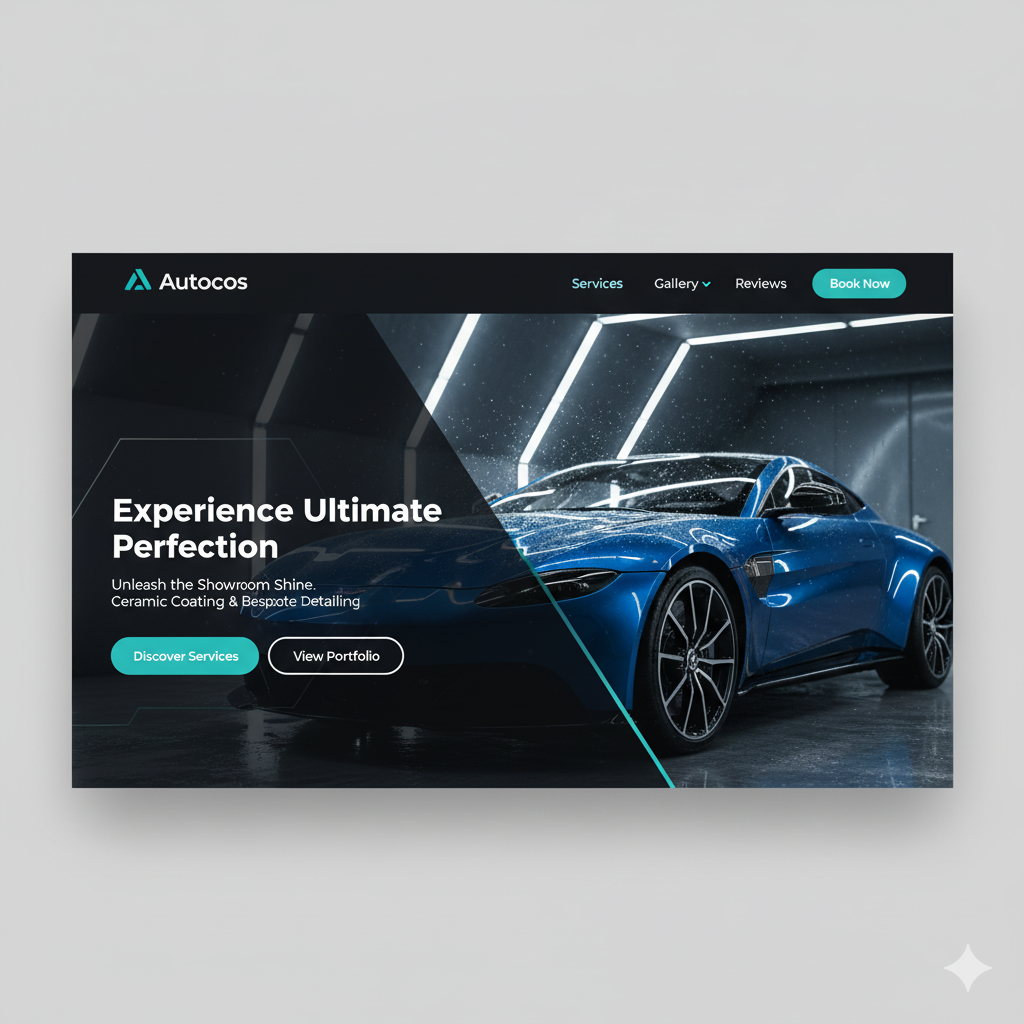 Autocos
Services
Gallery
Reviews
Book Now
Experience Ultimate
Perfection
Unleash the Showroom Shine.
Ceramic Coating & Bespote Detailing
Discover Services
View Portfolio